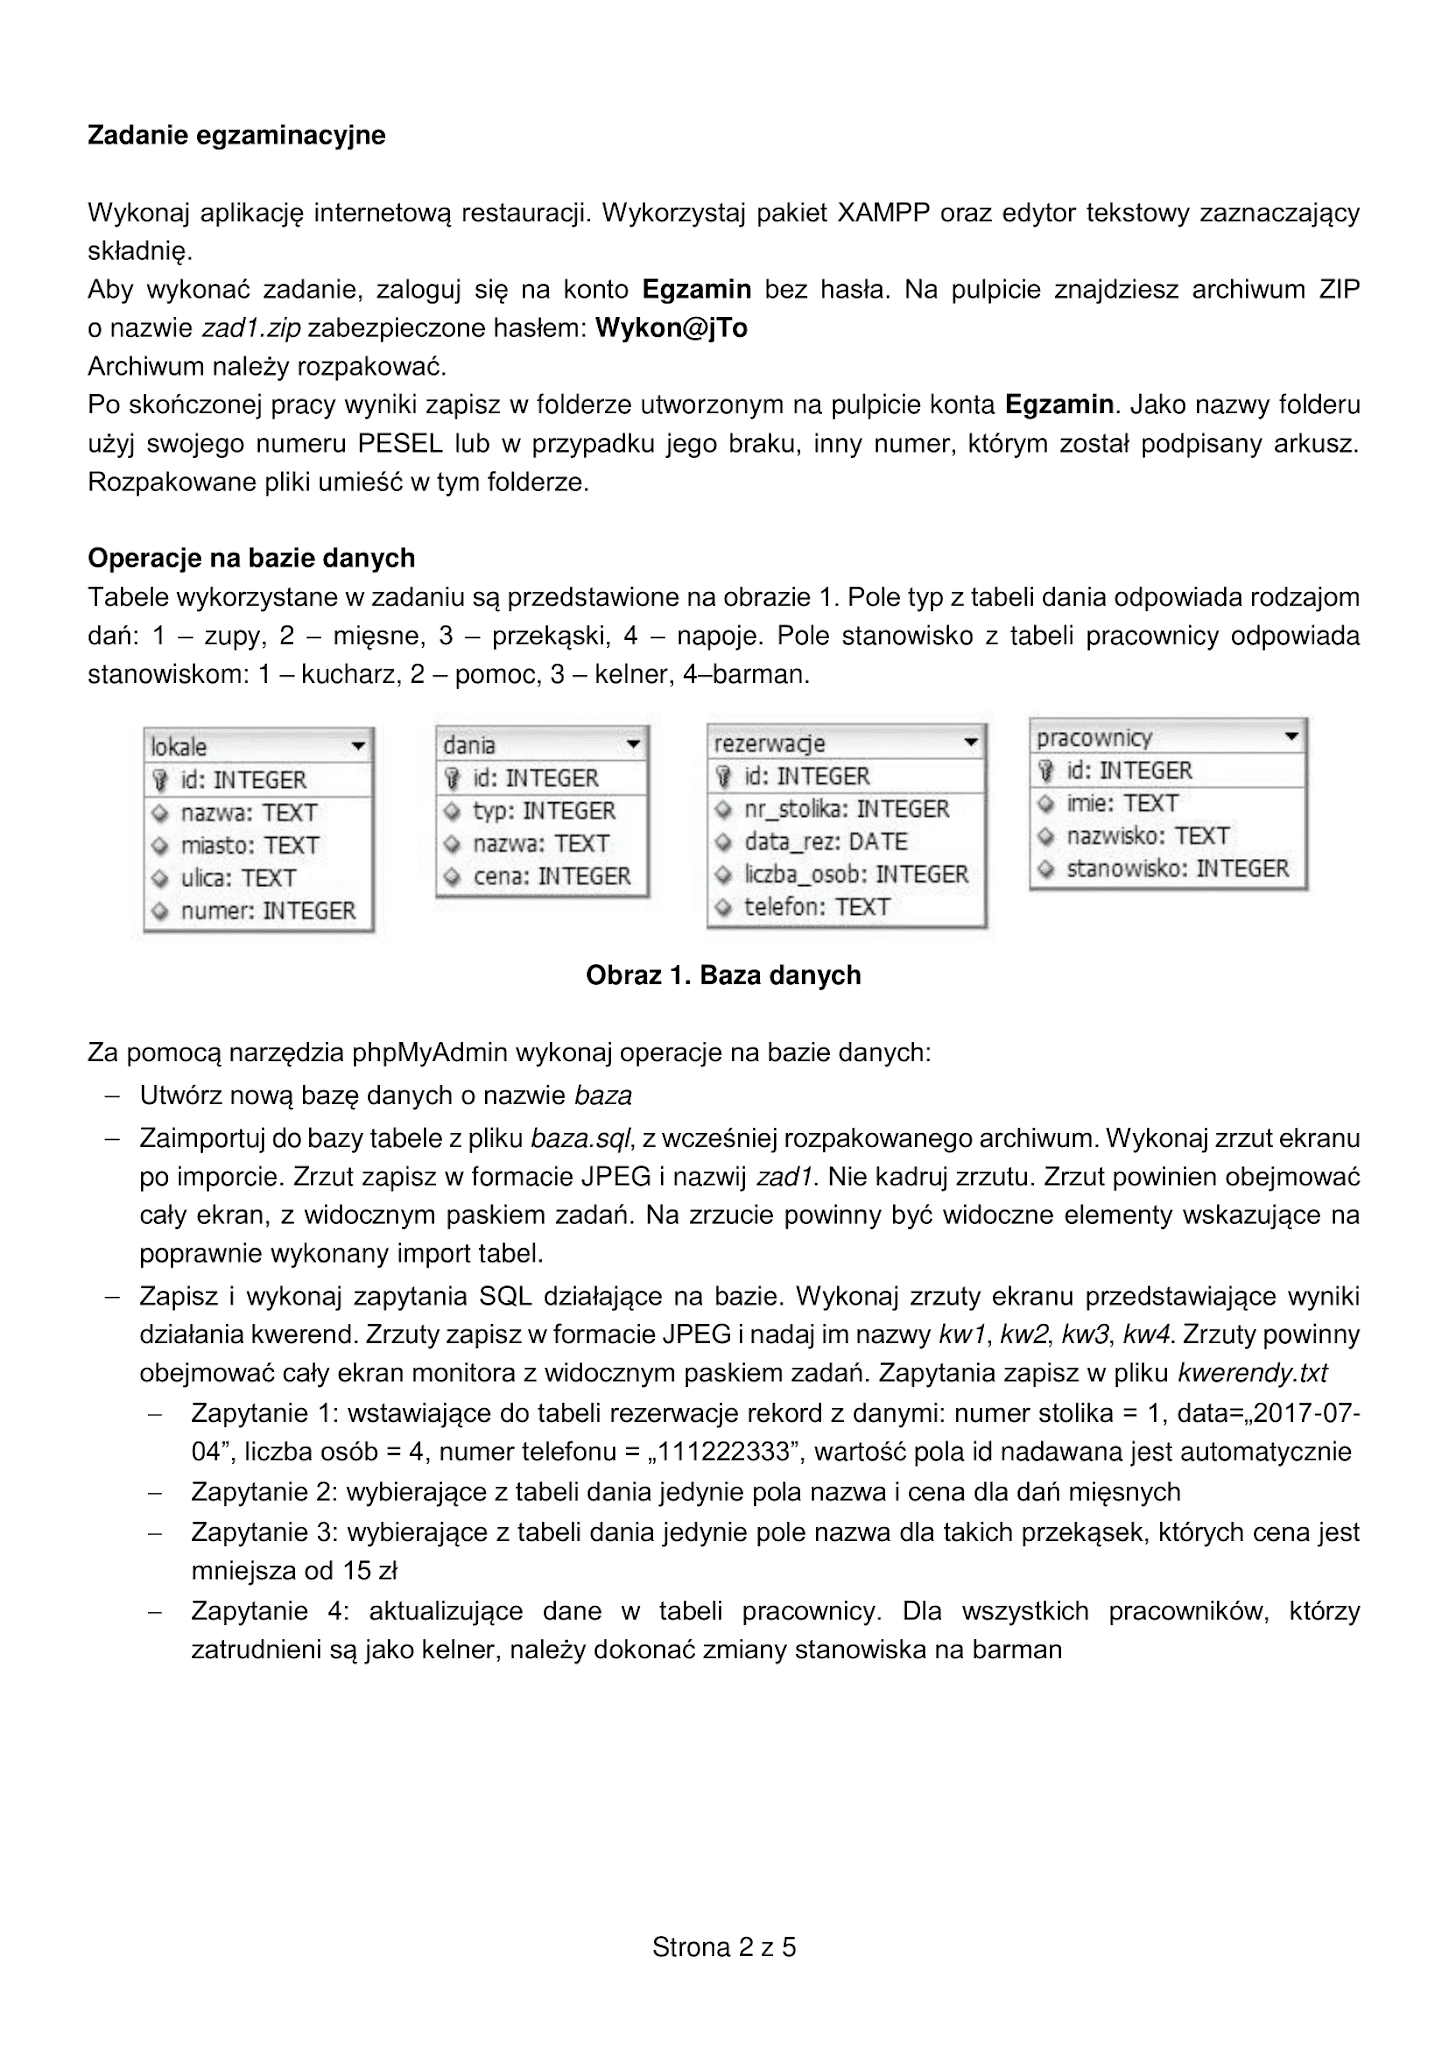 Zadanie egzaminacyjne
Wykonaj aplikację internetową restauracji. Wykorzystaj pakiet XAMPP oraz edytor tekstowy zaznaczający
składnię.
Aby wykonać zadanie, zaloguj się na konto Egzamin bez hasła. Na pulpicie znajdziesz archiwum ZIP
o nazwie zad1.zip zabezpieczone hasłem: Wykon@jTo
Archiwum należy rozpakować.
Po skończonej pracy wyniki zapisz w folderze utworzonym na pulpicie konta Egzamin. Jako nazwy folderu
użyj swojego numeru PESEL lub w przypadku jego braku, inny numer, którym został podpisany arkusz.
Rozpakowane pliki umieść w tym folderze.
Operacje na bazie danych
Tabele wykorzystane w zadaniu są przedstawione na obrazie 1. Pole typ z tabeli dania odpowiada rodzajom
dań: 1 – zupy, 2 – mięsne, 3 – przekąski, 4 – napoje. Pole stanowisko z tabeli pracownicy odpowiada
stanowiskom: 1 – kucharz, 2 – pomoc, 3 – kelner, 4–barman.
lokale
id: INTEGER
nazwa: TEXT
miasto: TEXT
ulica: TEXT
numer: INTEGER
dania
id: INTEGER
typ: INTEGER
nazwa: TEXT
cena: INTEGER
rezerwacje
id: INTEGER
nr_stolika: INTEGER
data_rez: DATE
liczba_osob: INTEGER
telefon: TEXT
pracownicy
id: INTEGER
imie: TEXT
nazwisko: TEXT
stanowisko: INTEGER
Obraz 1. Baza danych
Za pomocą narzędzia phpMyAdmin wykonaj operacje na bazie danych:
– Utwórz nową bazę danych o nazwie baza
– Zaimportuj do bazy tabele z pliku baza.sql, z wcześniej rozpakowanego archiwum. Wykonaj zrzut ekranu
po imporcie. Zrzut zapisz w formacie JPEG i nazwij zad1. Nie kadruj zrzutu. Zrzut powinien obejmować
cały ekran, z widocznym paskiem zadań. Na zrzucie powinny być widoczne elementy wskazujące na
poprawnie wykonany import tabel.
– Zapisz i wykonaj zapytania SQL działające na bazie. Wykonaj zrzuty ekranu przedstawiające wyniki
działania kwerend. Zrzuty zapisz w formacie JPEG i nadaj im nazwy kw1, kw2, kw3, kw4. Zrzuty powinny
obejmować cały ekran monitora z widocznym paskiem zadań. Zapytania zapisz w pliku kwerendy.txt
– Zapytanie 1: wstawiające do tabeli rezerwacje rekord z danymi: numer stolika = 1, data=„2017-07-
04”, liczba osób = 4, numer telefonu = „111222333”, wartość pola id nadawana jest automatycznie
– Zapytanie 2: wybierające z tabeli dania jedynie pola nazwa i cena dla dań mięsnych
– Zapytanie 3: wybierające z tabeli dania jedynie pole nazwa dla takich przekąsek, których cena jest
mniejsza od 15 zł
– Zapytanie 4: aktualizujące dane w tabeli pracownicy. Dla wszystkich pracowników, którzy
zatrudnieni są jako kelner, należy dokonać zmiany stanowiska na barman
Strona 2 z 5